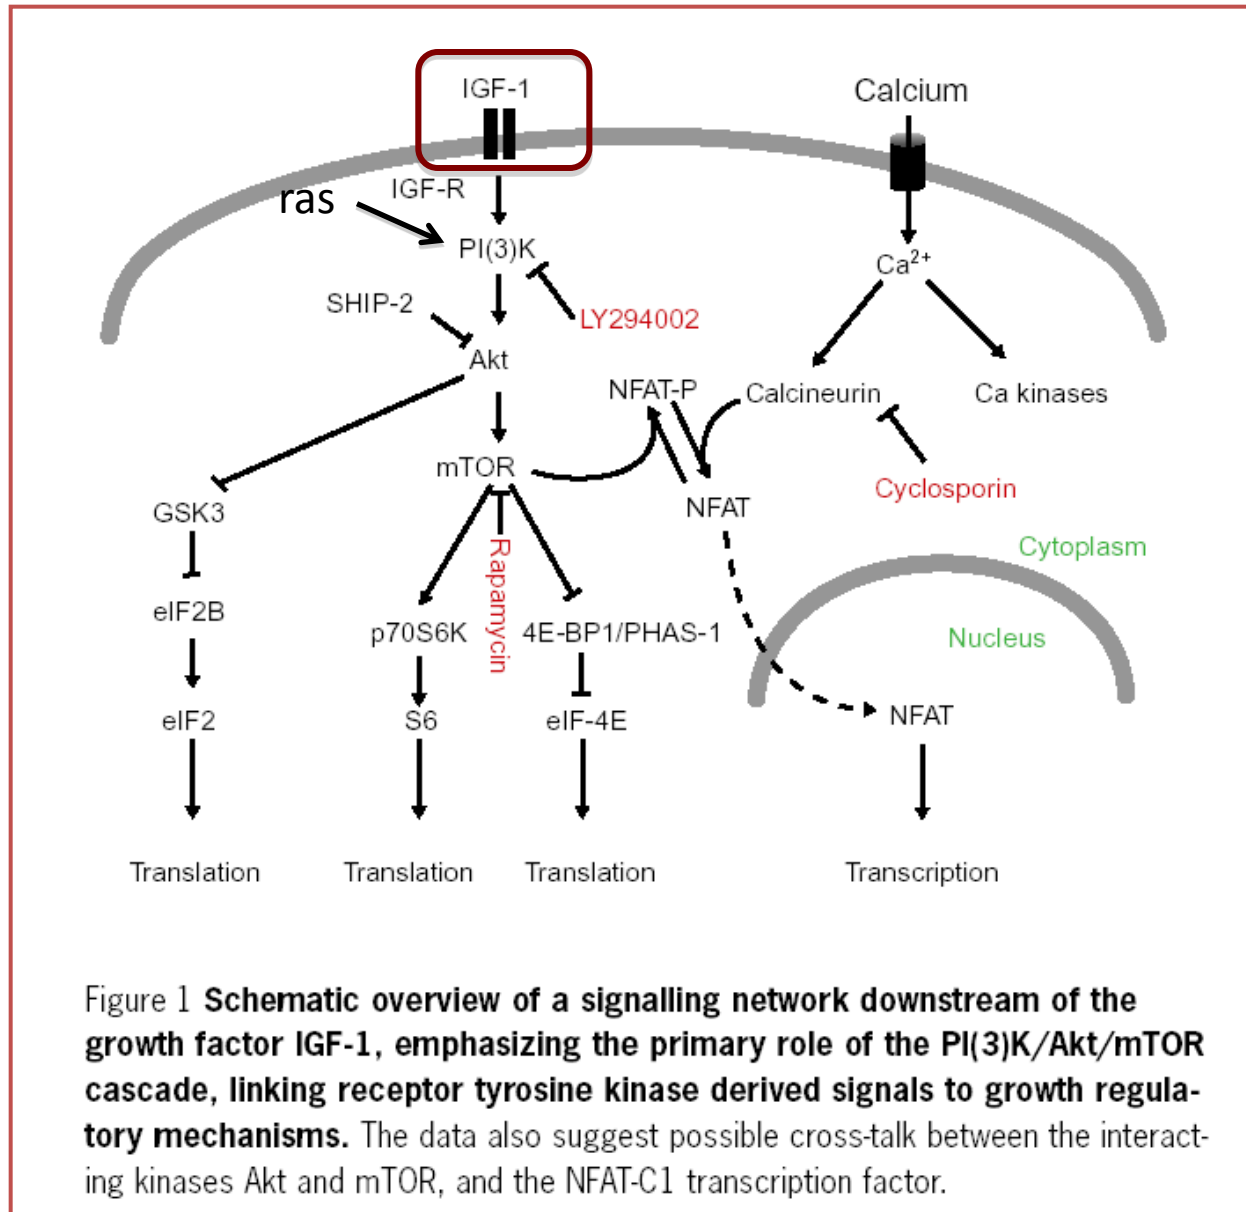 IGF-1
Calcium
IGF-R
ras
PI(3)K
Ca2+
SHIP-2
LY294002
Akt
NFAT-P
Calcineurin
Ca kinases
mTOR
Cyclosporin
GSK3
NFAT
Rapamycin
Cytoplasm
eIF2B
p70S6K
4E-BP1/PHAS-1
Nucleus
eIF2
S6
eIF-4E
NFAT
Translation
Translation
Translation
Transcription
Figure 1 Schematic overview of a signalling network downstream of the
growth factor IGF-1, emphasizing the primary role of the PI(3)K/Akt/mTOR
cascade, linking receptor tyrosine kinase derived signals to growth regula-
tory mechanisms. The data also suggest possible cross-talk between the interact-
ing kinases Akt and mTOR, and the NFAT-C1 transcription factor.